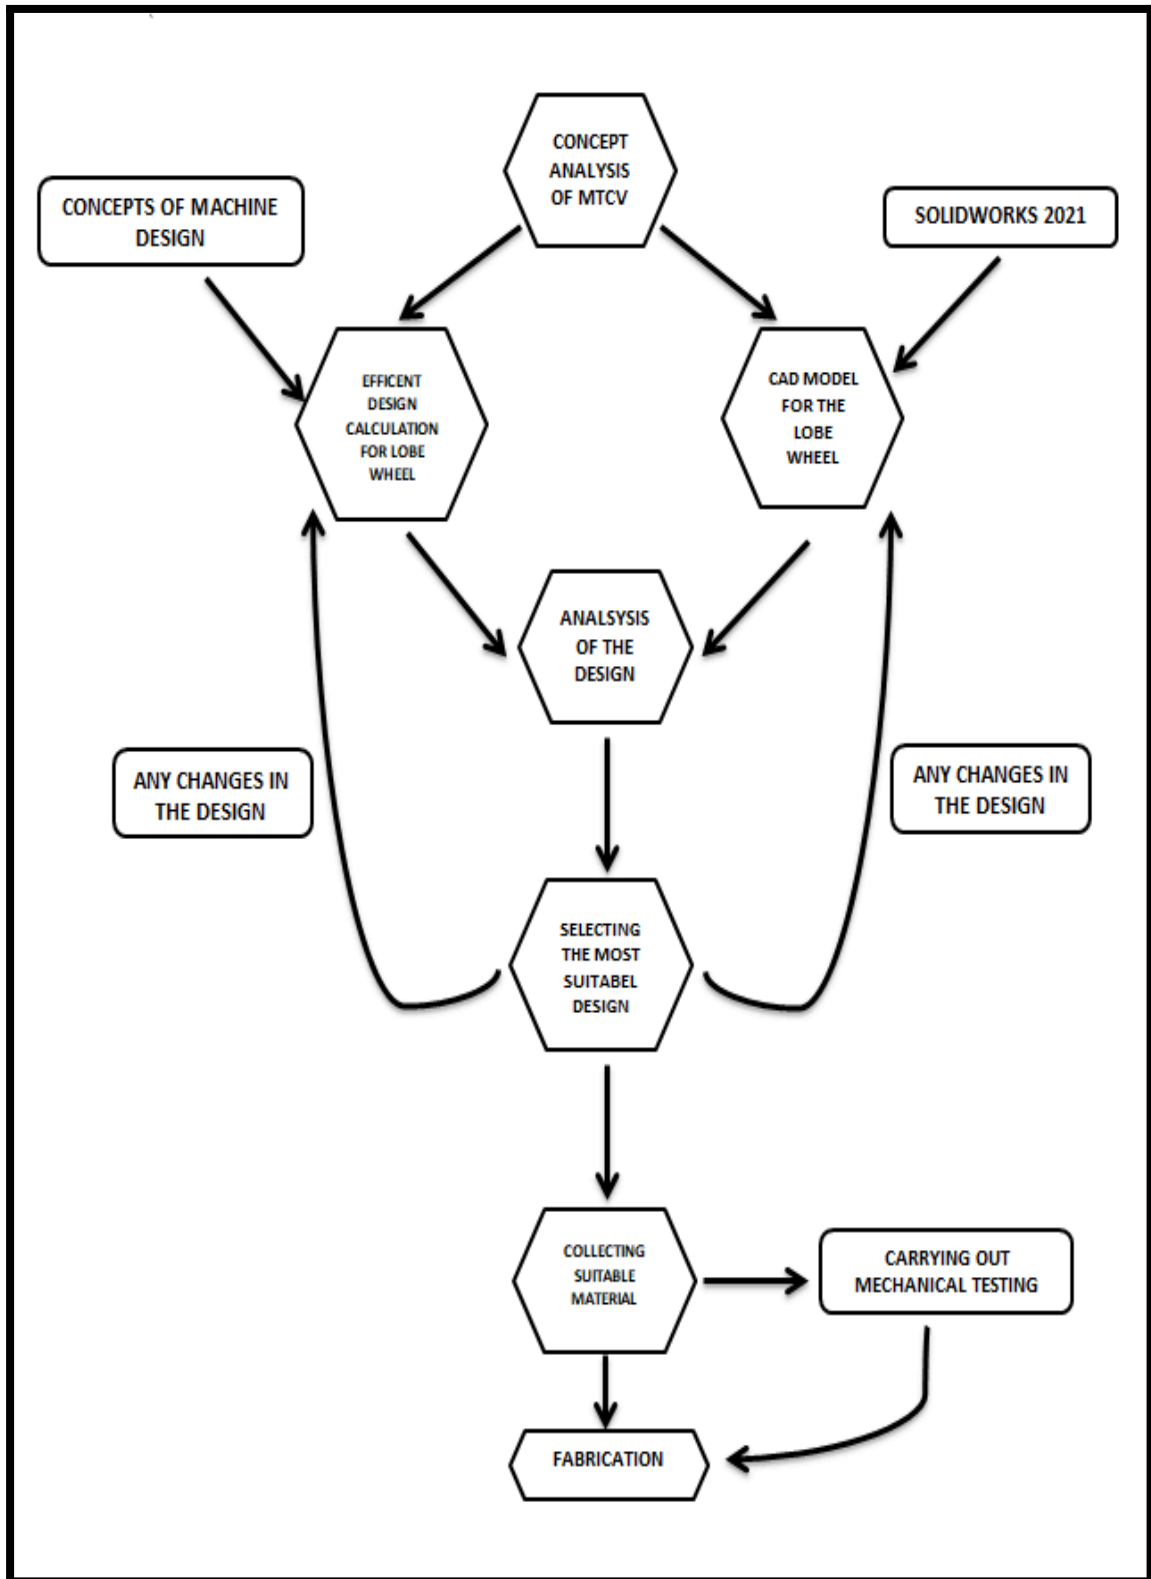 CONCEPT
ANALYSIS
OF MTCV
CONCEPTS OF MACHINE
DESIGN
SOLIDWORKS 2021
EFFICENT
DESIGN
CALCULATION
FOR LOBE
WHEEL
CAD MODEL
FOR THE
LOBE
WHEEL
ANALSYSIS
OF THE
DESIGN
ANY CHANGES IN
THE DESIGN
ANY CHANGES IN
THE DESIGN
SELECTING
THE MOST
SUITABEL
DESIGN
COLLECTING
SUITABLE
MATERIAL
CARRYING OUT
MECHANICAL TESTING
FABRICATION